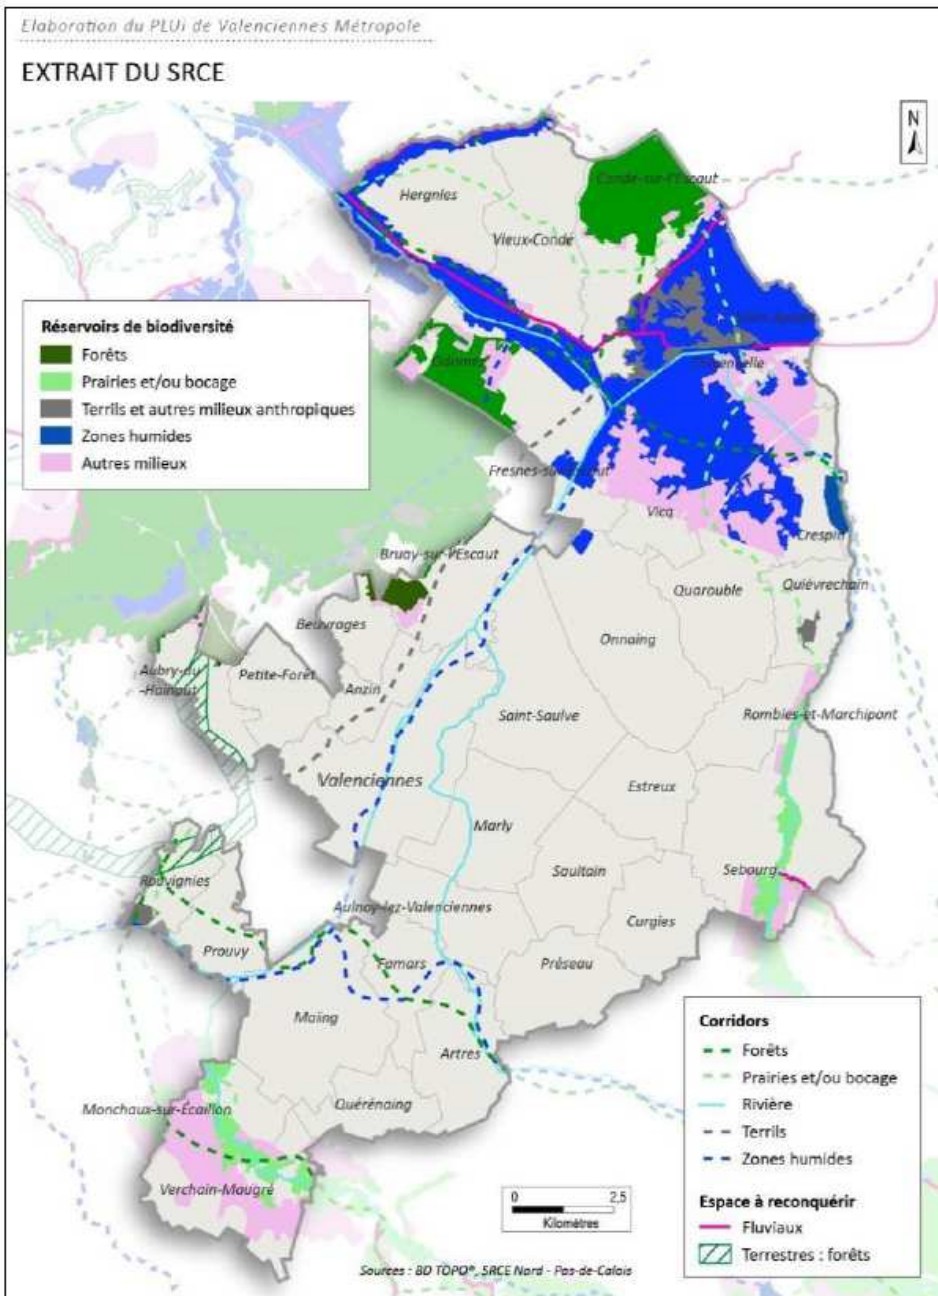 Elaboration du PLUi de Valenciennes Métropole
EXTRAIT DU SRCE
N
Condé-sur-l'Escaut
Hergnies
Vieux-Condé
Réservoirs de biodiversité
Forêts
Prairies et/ou bocage
Terrils et autres milieux anthropiques
Zones humides
Autres milieux
Odomez
Fresnes-sur-Escaut
Vicq
Crespin
Bruay-sur-l'Escaut
Quarouble
Quiévrechain
Beuvrages
Onnaing
Aubry-du
-Hainaut
Petite-Forêt
Anzin
Saint-Saulve
Rombies-et-Marchipont
Valenciennes
Estreux
Marly
Saultain
Sebourg
Rouvignies
Aulnoy-lez-Valenciennes
Curgies
Prouvy
Famars
Préseau
Maing
Artres
Monchaux-sur-Écaillon
Quérénaing
Verchain-Maugré
Corridors
Forêts
Prairies et/ou bocage
Rivière
Terrils
Zones humides
Espace à reconquérir
Fluviaux
Terrestres : forêts
0 2,5
Kilomètres
Sources : BD TOPO®, SRCE Nord - Pas-de-Calais